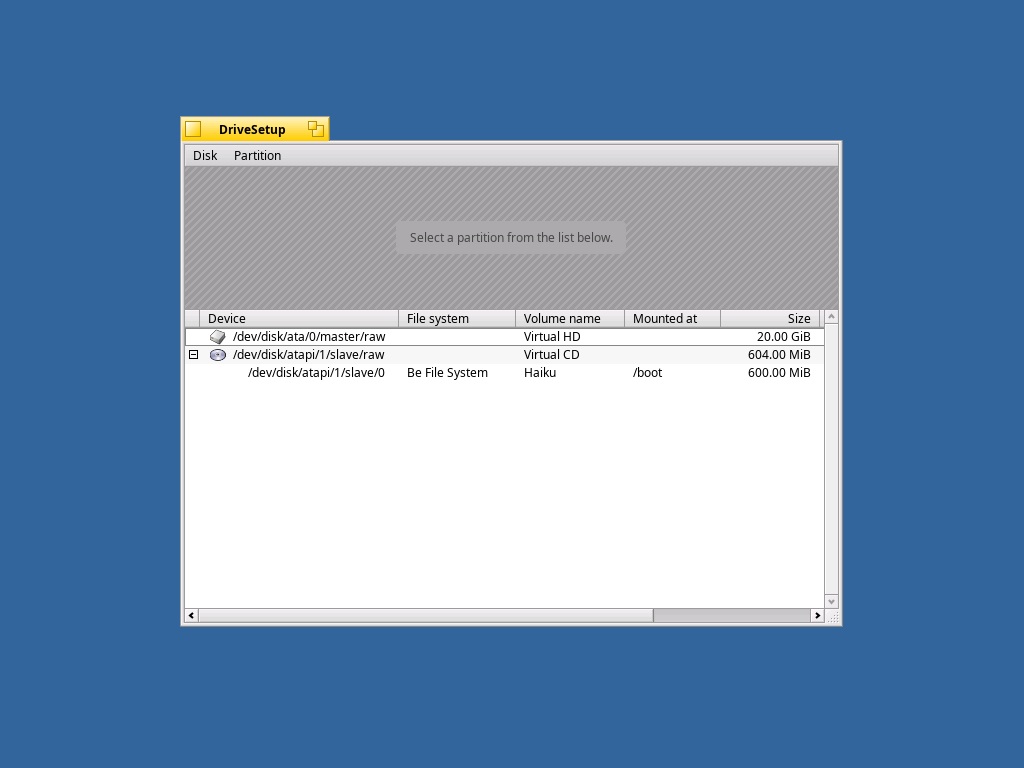 DriveSetup
Disk Partition
Select a partition from the list below.
Device File system Volume name Mounted at Size
/dev/disk/ata/0/master/raw Virtual HD 20.00 GiB
/dev/disk/atapi/1/slave/raw Virtual CD 604.00 MiB
/dev/disk/atapi/1/slave/0 Be File System Haiku /boot 600.00 MiB